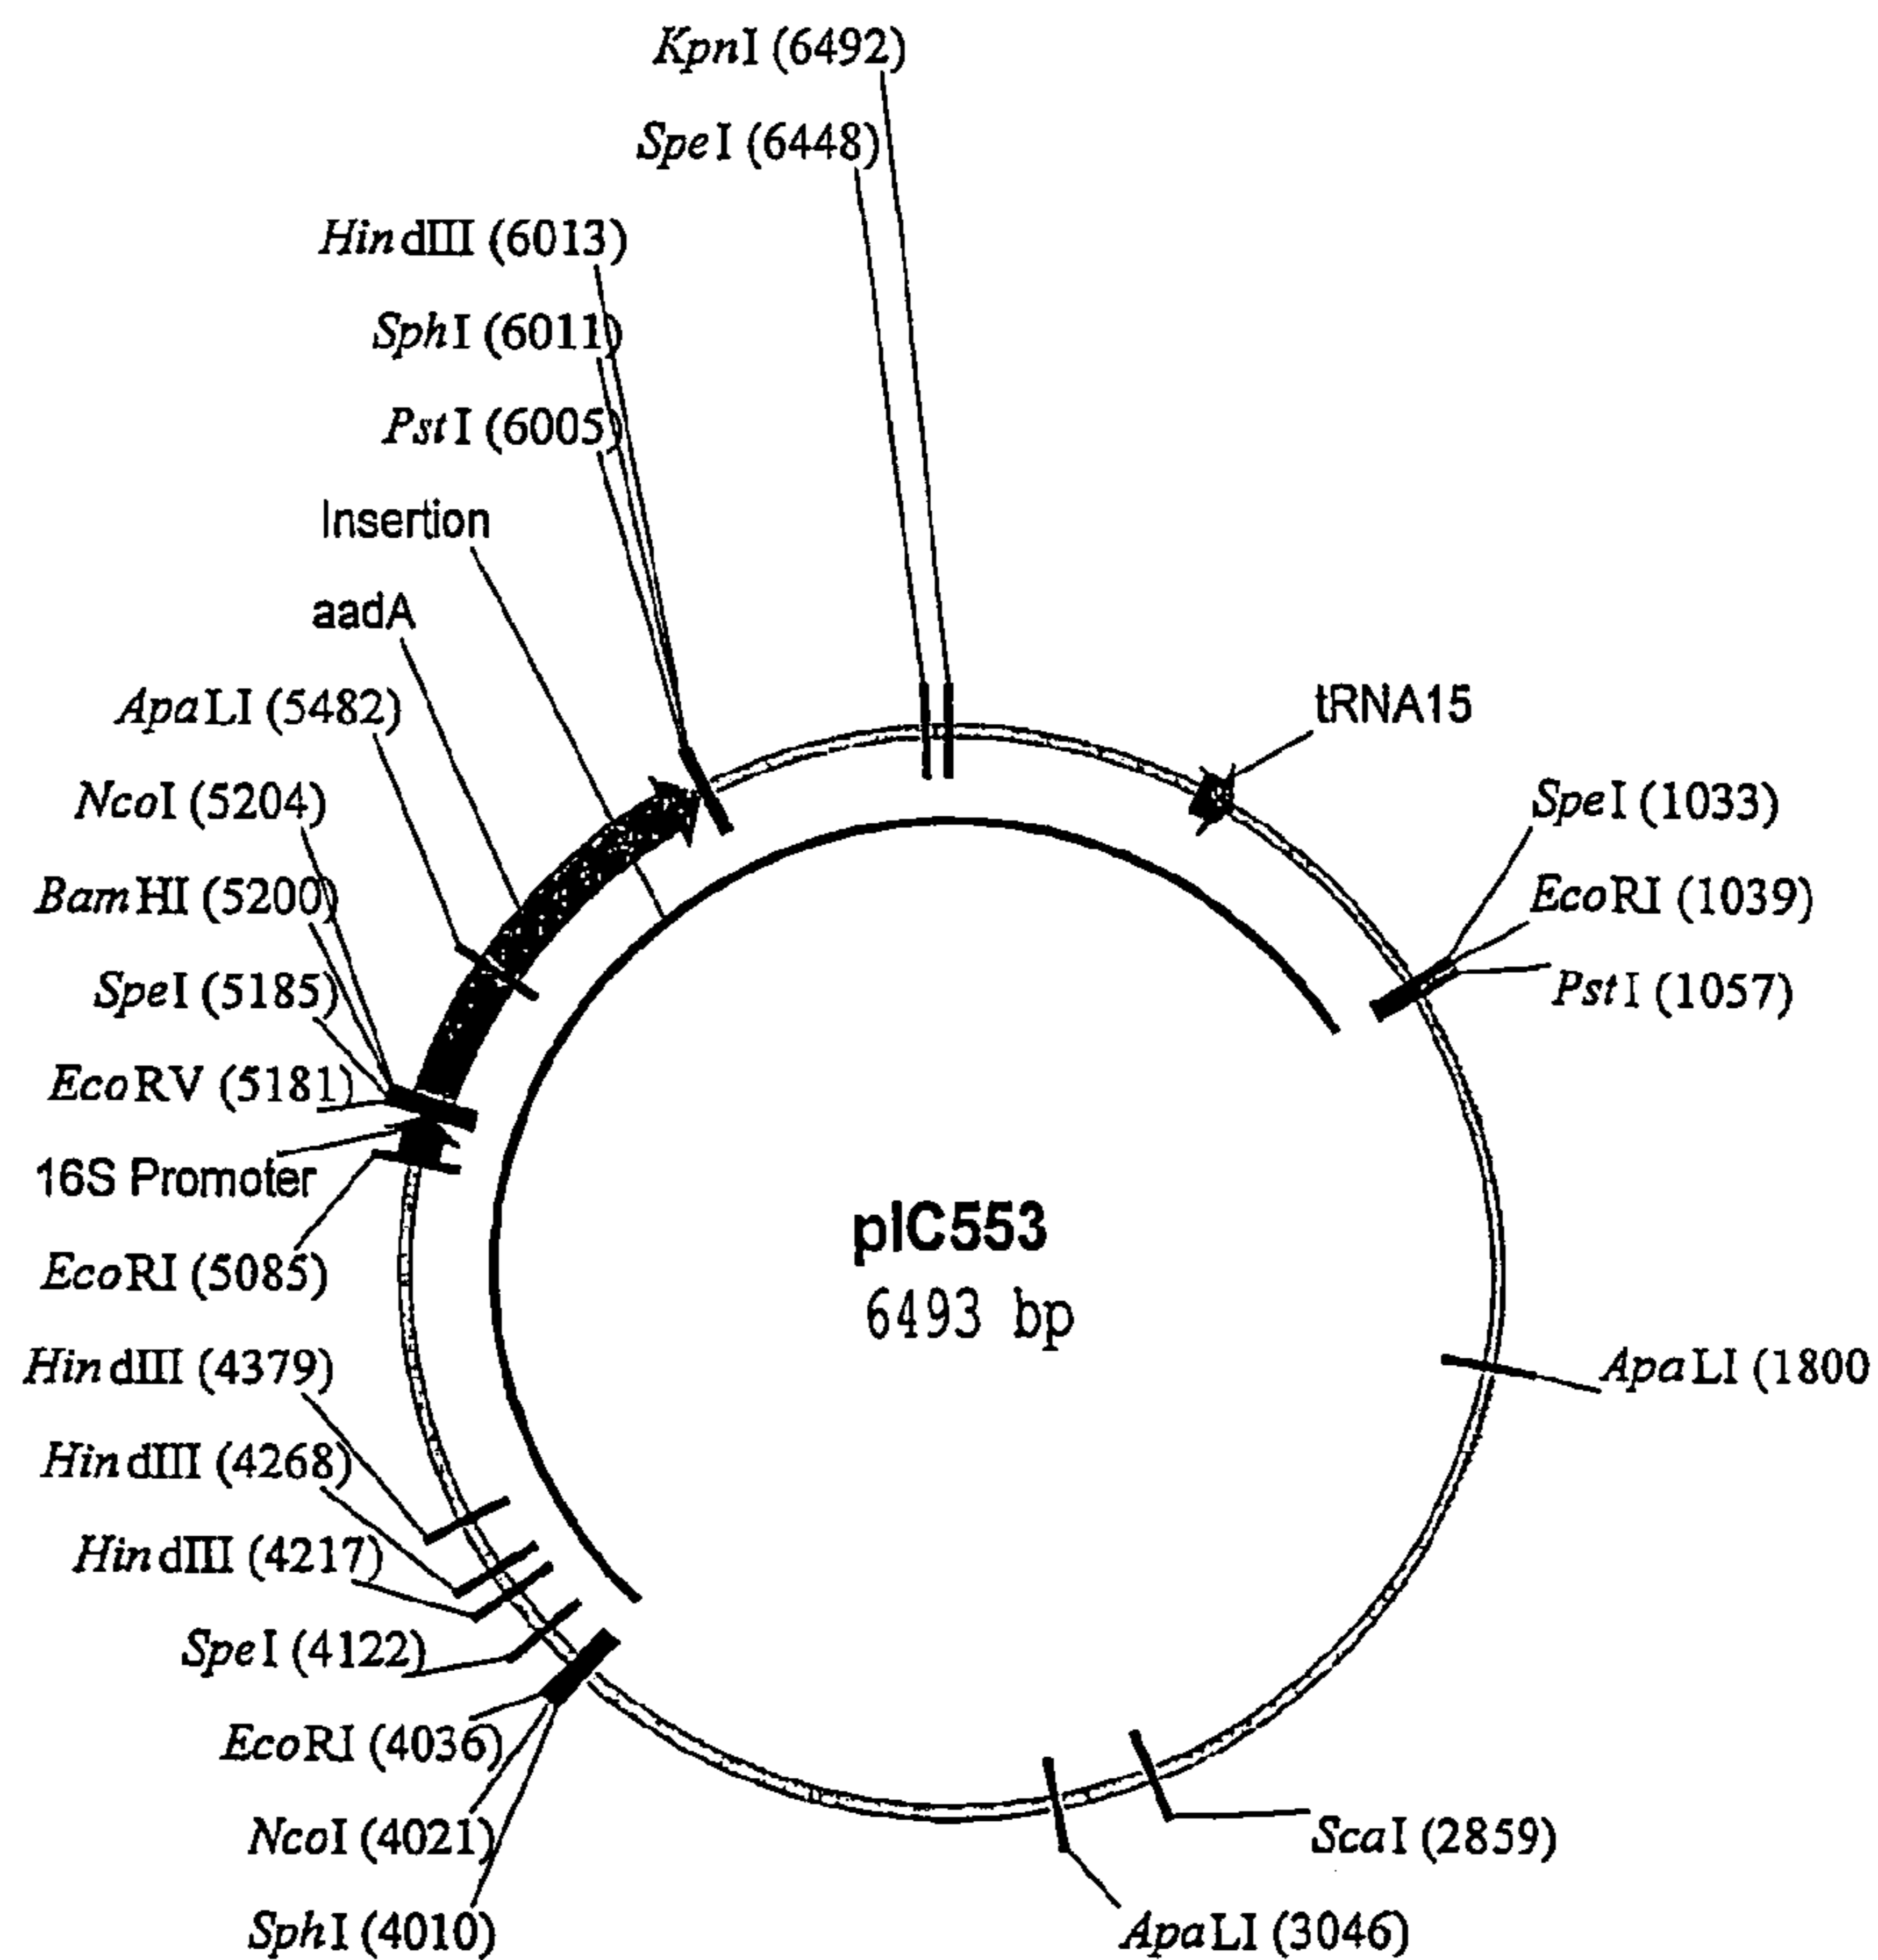 KpnI (6492)
SpeI (6448)
HindIII (6013)
SphI (6011)
PstI (6005)
Insertion
aadA
ApaLI (5482)
NcoI (5204)
BamHI (5200)
SpeI (5185)
EcoRV (5181)
16S Promoter
EcoRI (5085)
HindIII (4379)
HindIII (4268)
HindIII (4217)
SpeI (4122)
EcoRI (4036)
NcoI (4021)
SphI (4010)
tRNA15
SpeI (1033)
EcoRI (1039)
PstI (1057)
ApaLI (1800
ScaI (2859)
ApaLI (3046)
pIC553
6493 bp